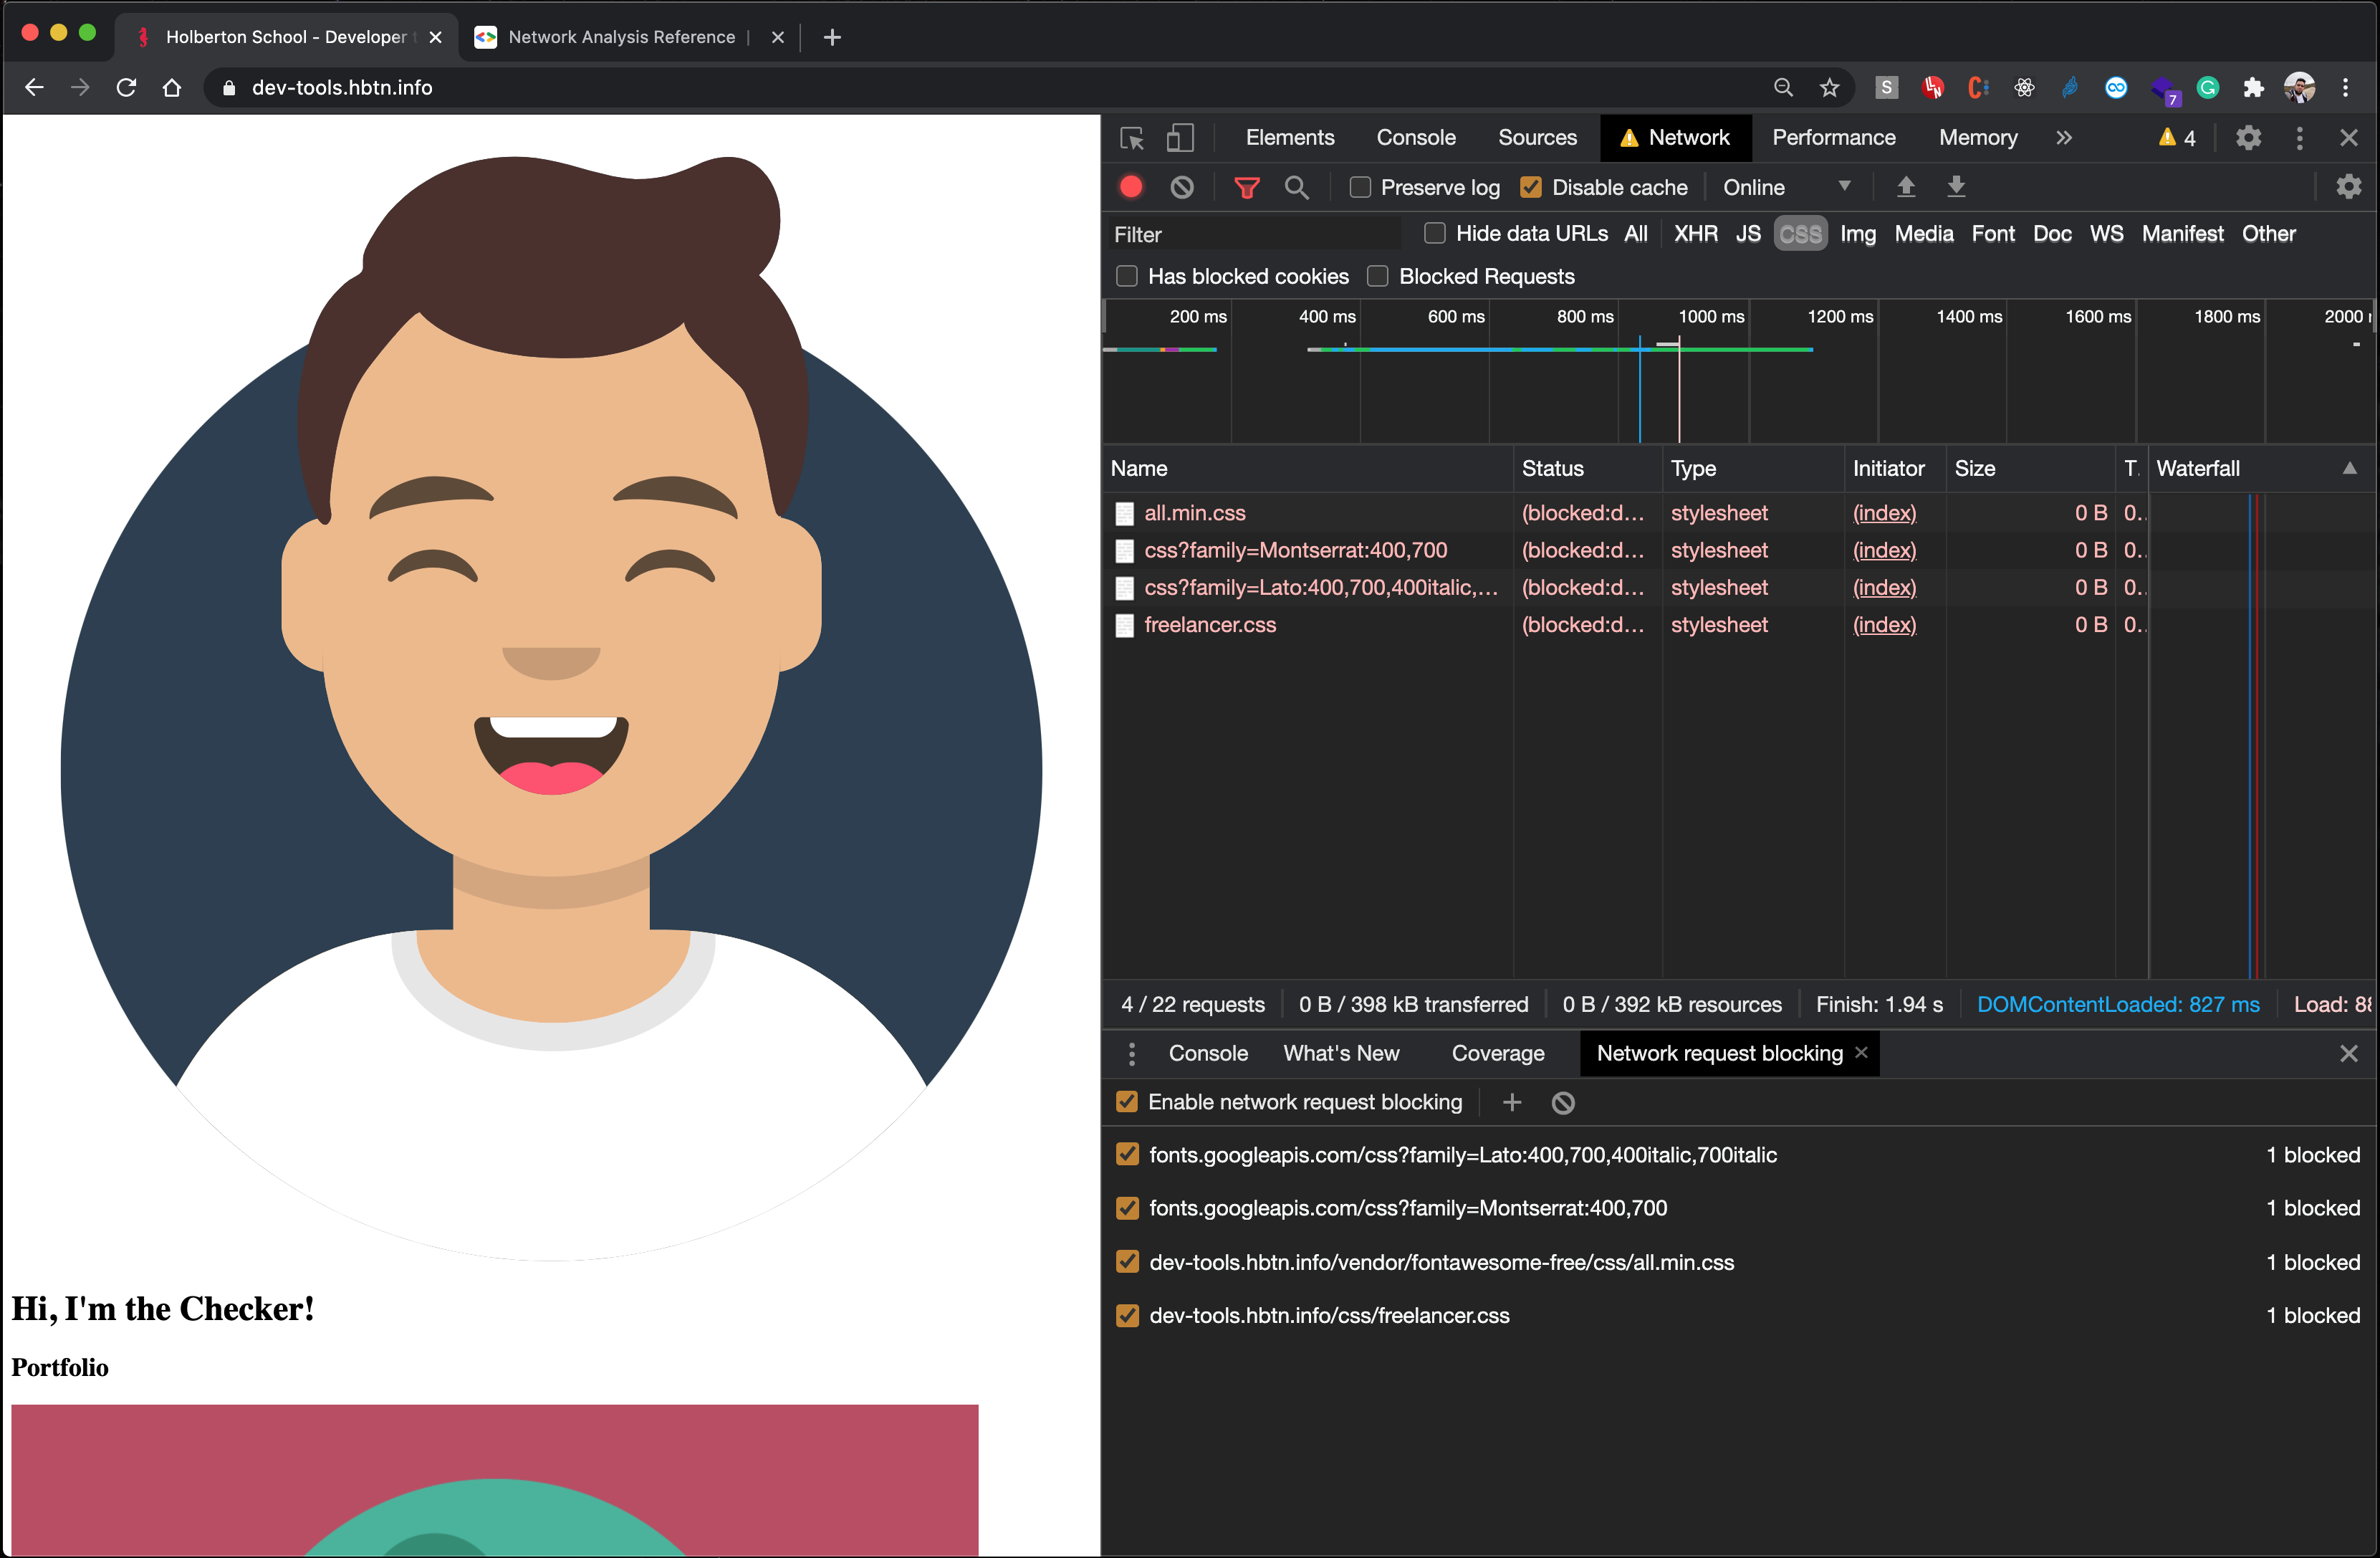 Holberton School - Developer t
Network Analysis Reference |
dev-tools.hbtn.info
S
LN
C
7
G
Elements Console Sources Network Performance Memory » 4
Preserve log Disable cache Online
Filter Hide data URLs All XHR JS CSS Img Media Font Doc WS Manifest Other
Has blocked cookies Blocked Requests
200 ms 400 ms 600 ms 800 ms 1000 ms 1200 ms 1400 ms 1600 ms 1800 ms 2000
Name Status Type Initiator Size T. Waterfall
all.min.css (blocked:d... stylesheet (index) 0 B 0..
css?family=Montserrat:400,700 (blocked:d... stylesheet (index) 0 B 0..
css?family=Lato:400,700,400italic,... (blocked:d... stylesheet (index) 0 B 0..
freelancer.css (blocked:d... stylesheet (index) 0 B 0..
4 / 22 requests 0 B / 398 kB transferred 0 B / 392 kB resources Finish: 1.94 s DOMContentLoaded: 827 ms Load: 88
Console What's New Coverage Network request blocking
Enable network request blocking
fonts.googleapis.com/css?family=Lato:400,700,400italic,700italic 1 blocked
fonts.googleapis.com/css?family=Montserrat:400,700 1 blocked
dev-tools.hbtn.info/vendor/fontawesome-free/css/all.min.css 1 blocked
dev-tools.hbtn.info/css/freelancer.css 1 blocked
Hi, I'm the Checker!
Portfolio